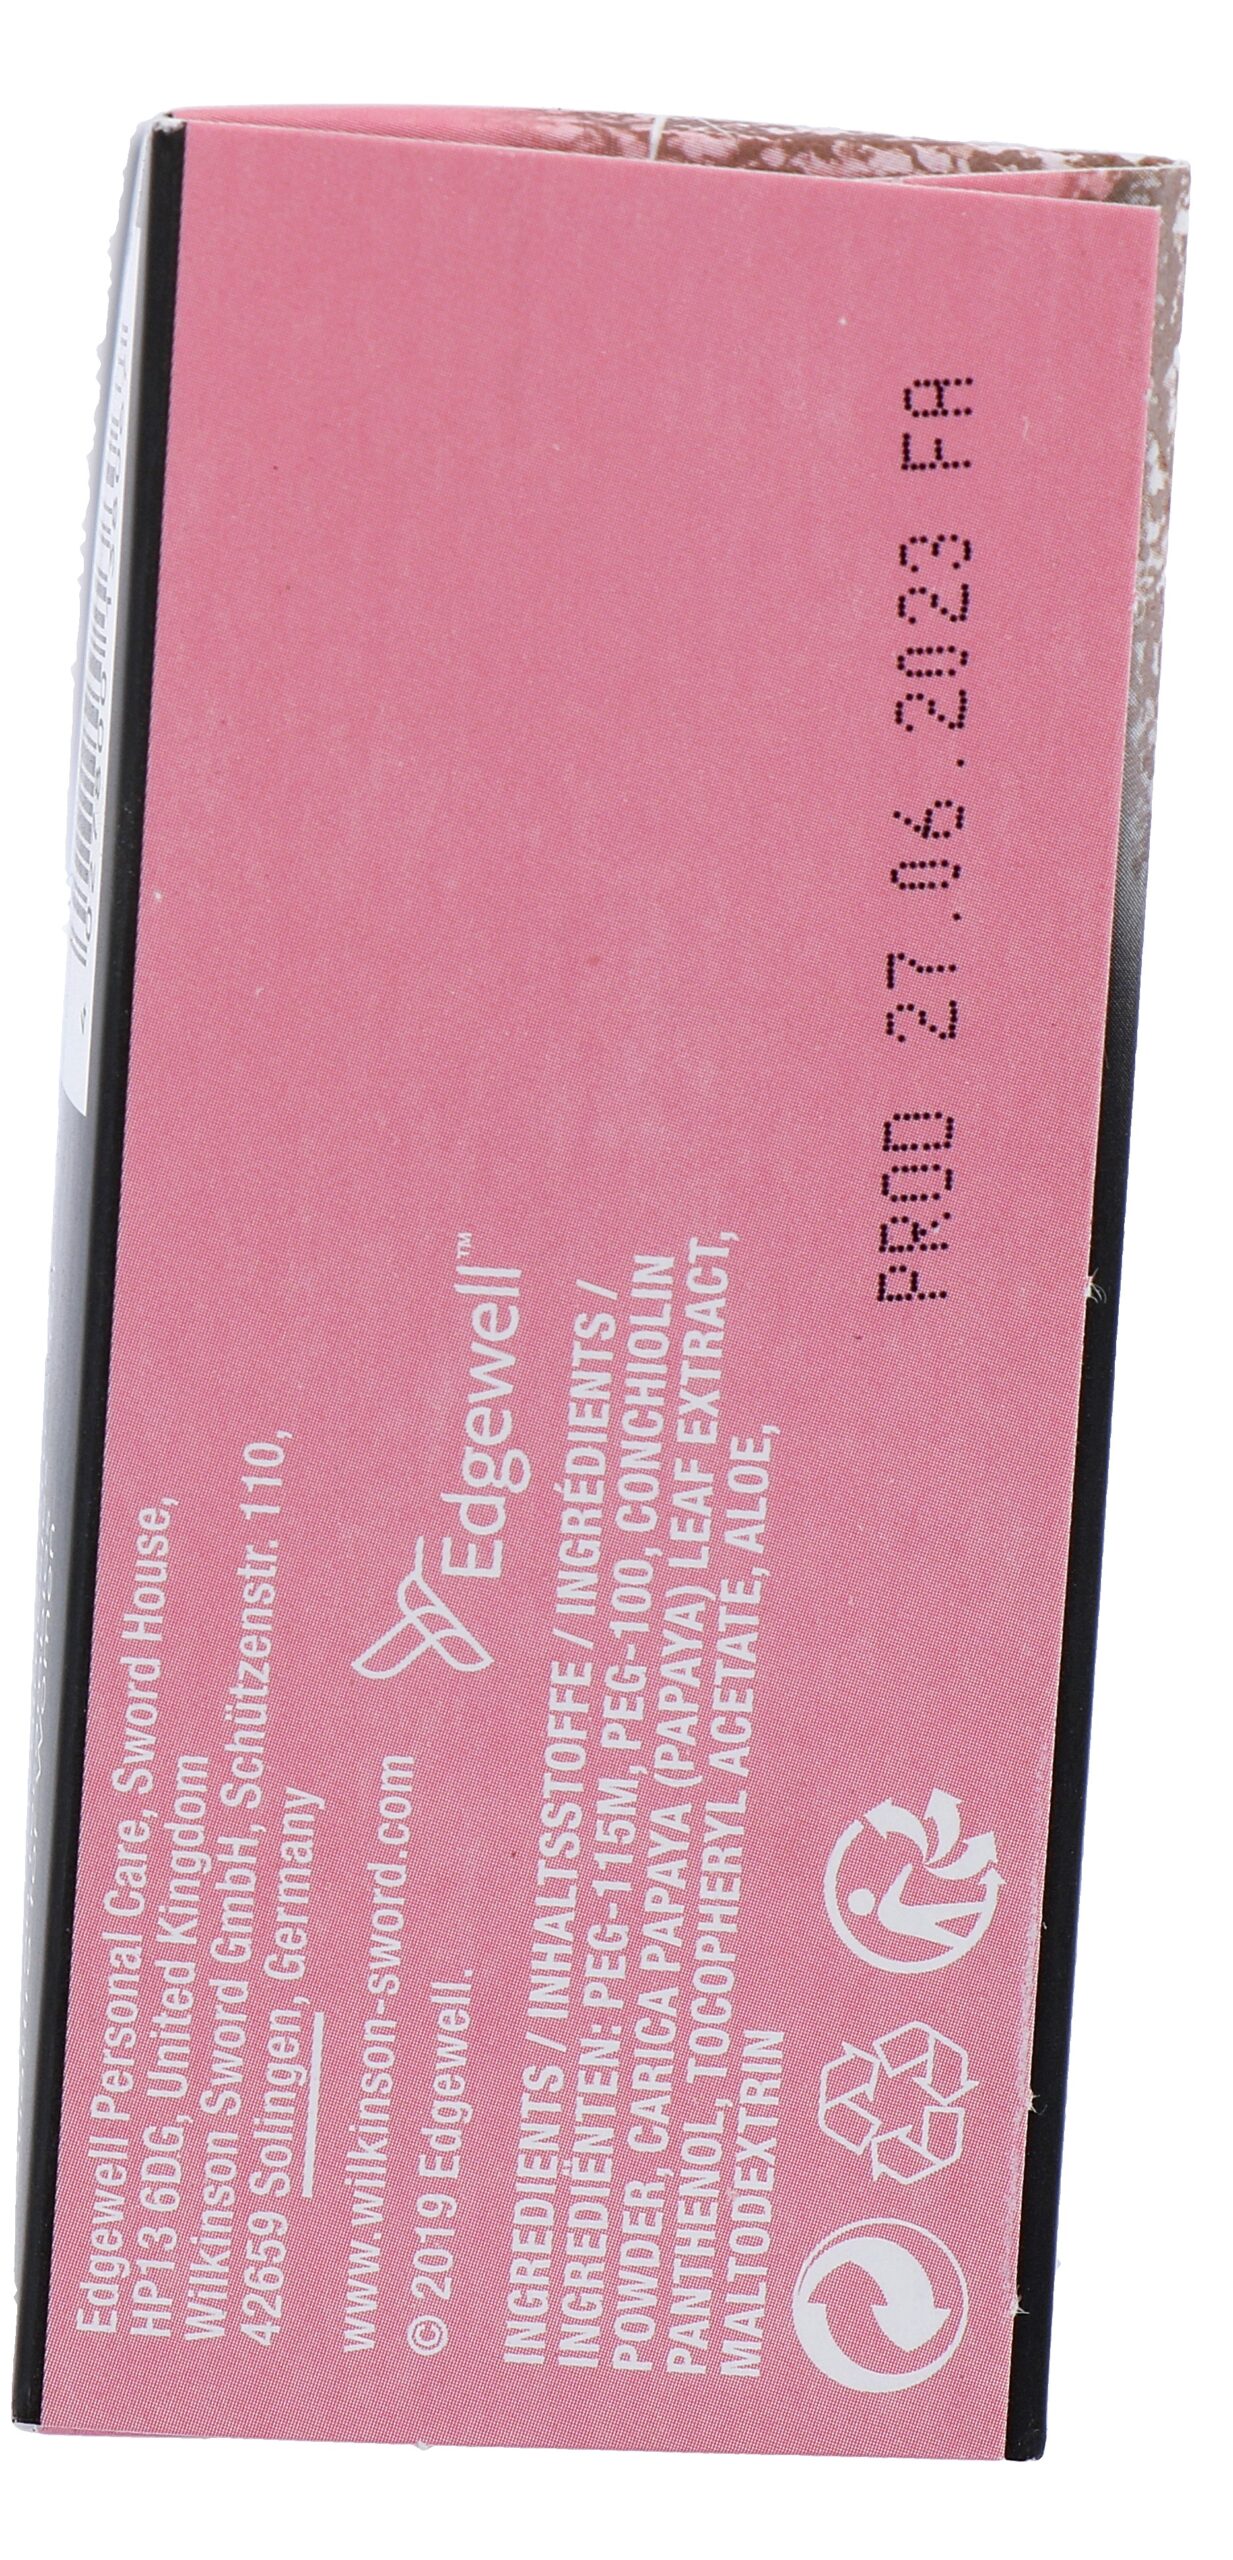 Edgewell Personal Care, Sword House,
HP13 6DG, United Kingdom
Wilkinson Sword GmbH, Schützenstr. 110,
42659 Solingen, Germany
www.wilkinson-sword.com
© 2019 Edgewell.
Edgewell™
INGREDIENTS / INHALTSSTOFFE / INGRÉDIENTS /
INGREDIËNTEN: PEG-115M, PEG-100, CONCHIOLIN
POWDER, CARICA PAPAYA (PAPAYA) LEAF EXTRACT,
PANTHENOL, TOCOPHERYL ACETATE, ALOE,
MALTODEXTRIN
PROD 27.06.2023 FA